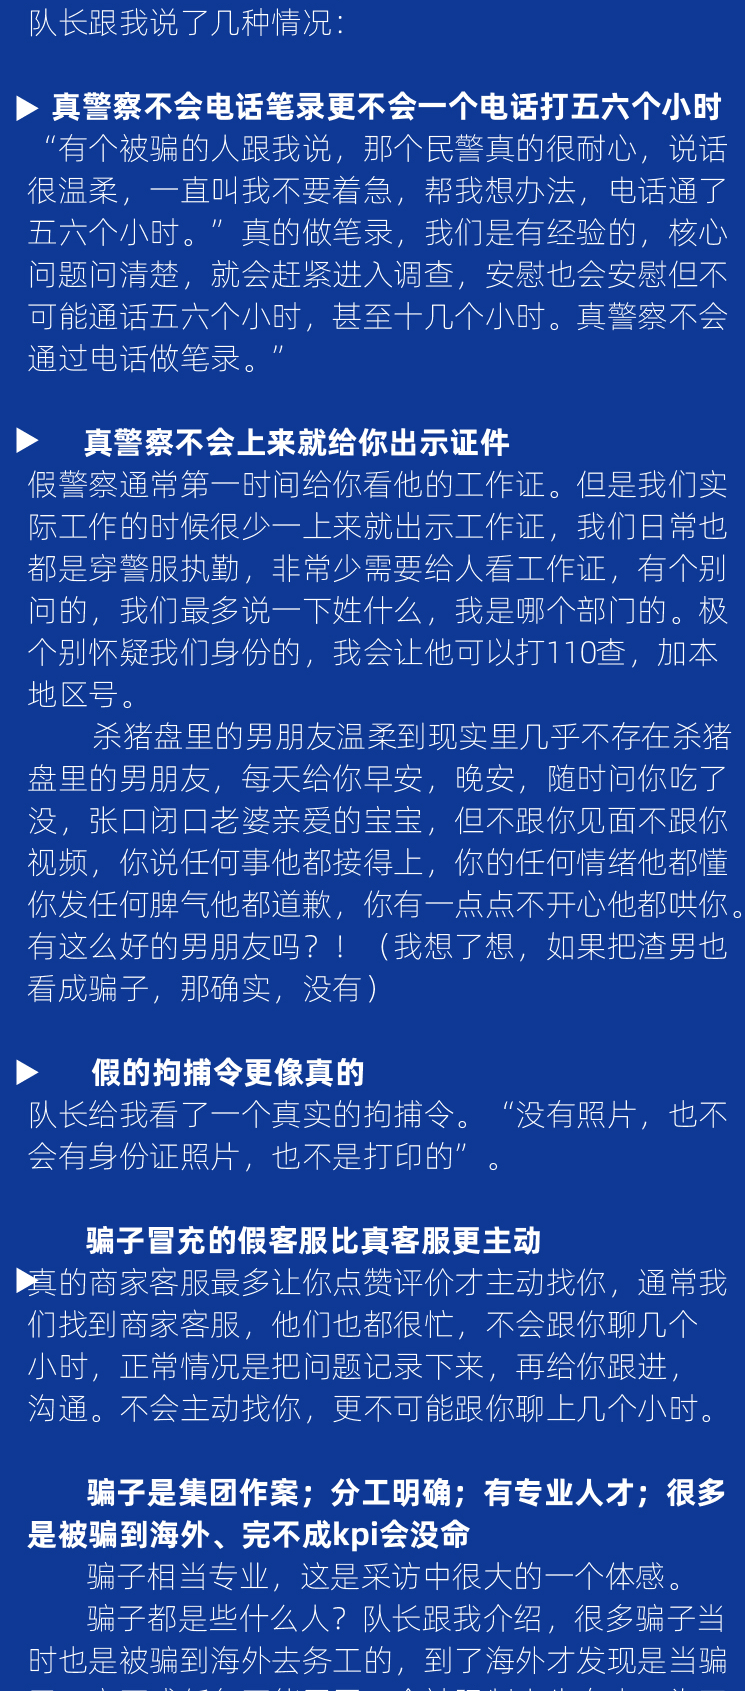 队长跟我说了几种情况：
▶ 真警察不会电话笔录更不会一个电话打五六个小时
“有个被骗的人跟我说，那个民警真的很耐心，说话
很温柔，一直叫我不要着急，帮我想办法，电话通了
五六个小时。” 真的做笔录，我们是有经验的，核心
问题问清楚，就会赶紧进入调查，安慰也会安慰但不
可能通话五六个小时，甚至十几个小时。真警察不会
通过电话做笔录。”
▶ 真警察不会上来就给你出示证件
假警察通常第一时间给你看他的工作证。但是我们实
际工作的时候很少一上来就出示工作证，我们日常也
都是穿警服执勤，非常少需要给人看工作证，有个别
问的，我们最多说一下姓什么，我是哪个部门的。极
个别怀疑我们身份的，我会让他可以打110查，加本
地区号。
杀猪盘里的男朋友温柔到现实里几乎不存在杀猪
盘里的男朋友，每天给你早安，晚安，随时问你吃了
没，张口闭口老婆亲爱的宝宝，但不跟你见面不跟你
视频，你说任何事他都接得上，你的任何情绪他都懂
你发任何脾气他都道歉，你有一点点不开心他都哄你。
有这么好的男朋友吗？！（我想了想，如果把渣男也
看成骗子，那确实，没有）
▶ 假的拘捕令更像真的
队长给我看了一个真实的拘捕令。“没有照片，也不
会有身份证照片，也不是打印的” 。
骗子冒充的假客服比真客服更主动
▶真的商家客服最多让你点赞评价才主动找你，通常我
们找到商家客服，他们也都很忙，不会跟你聊几个
小时，正常情况是把问题记录下来，再给你跟进，
沟通。不会主动找你，更不可能跟你聊上几个小时。
骗子是集团作案；分工明确；有专业人才；很多
是被骗到海外、完不成kpi会没命
骗子相当专业，这是采访中很大的一个体感。
骗子都是些什么人？队长跟我介绍，很多骗子当
时也是被骗到海外去务工的，到了海外才发现是当骗